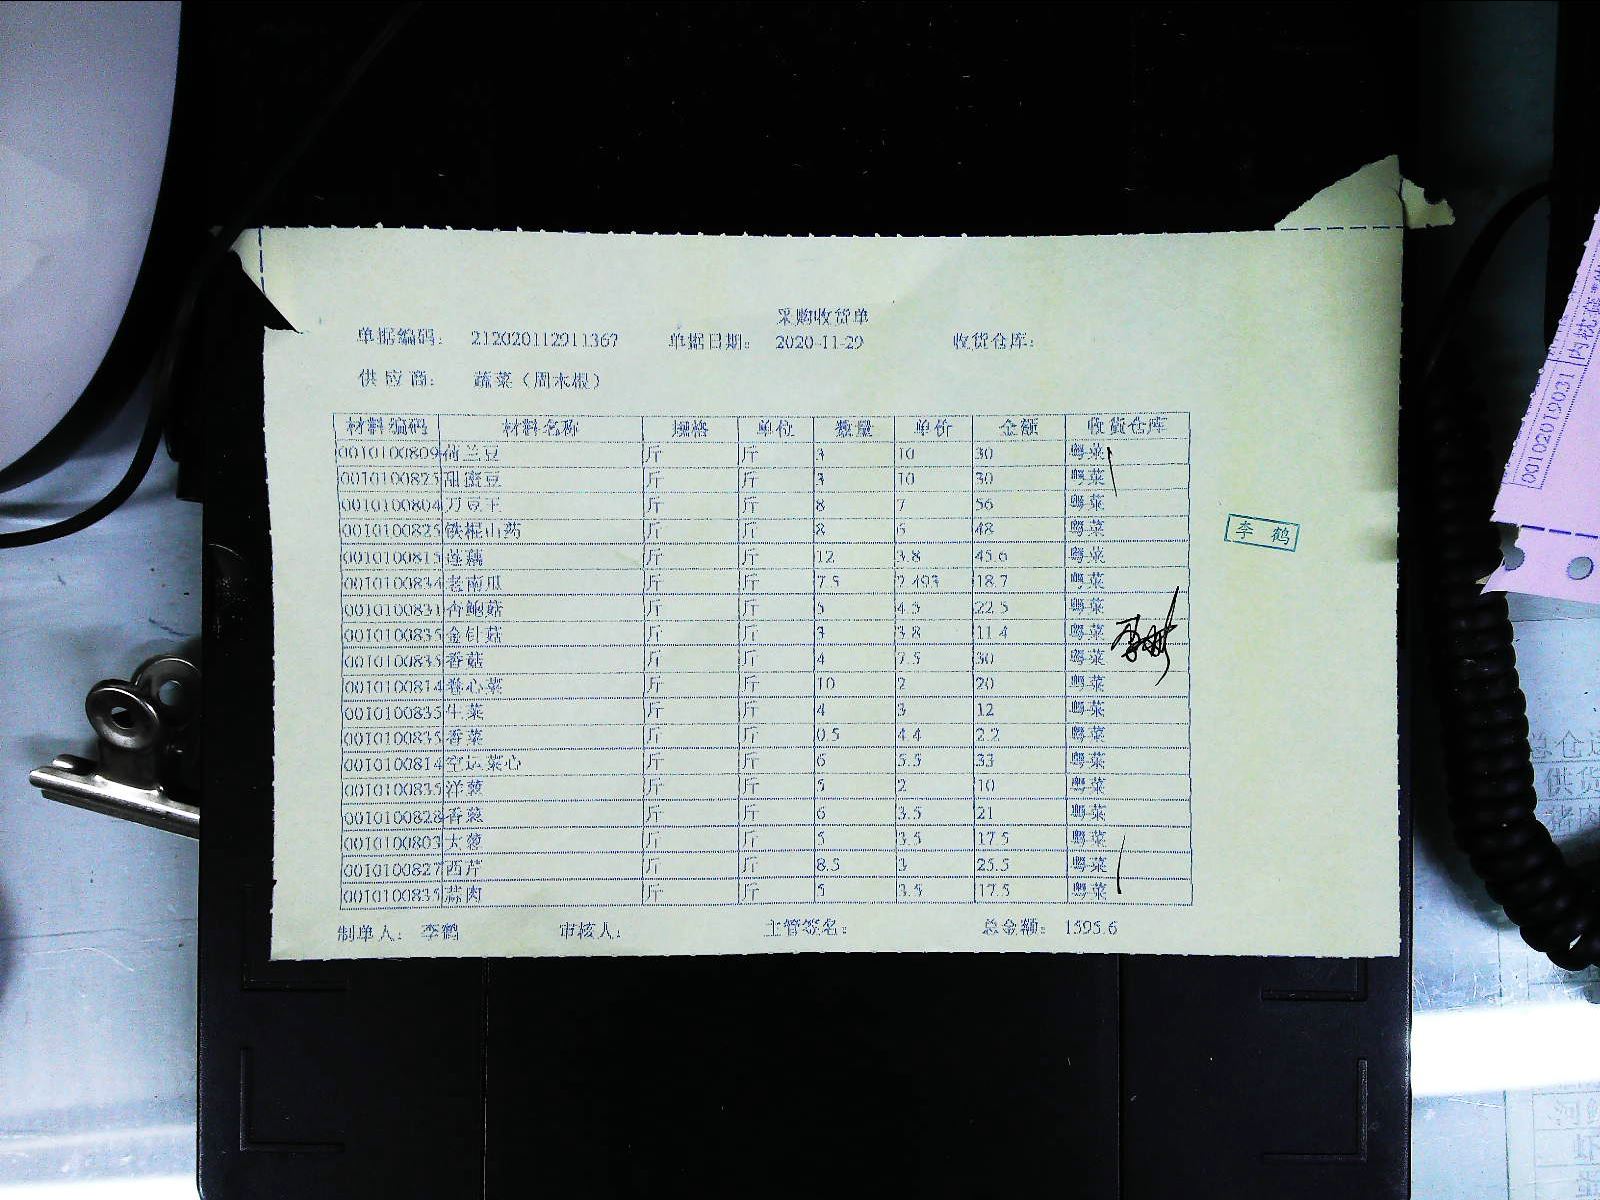 采购收货单
单据编码： 212020112911367 单据日期： 2020-11-29 收货仓库：
供 应 商： 蔬菜（周木根）
材料编码 材料名称 规格 单位 数量 单价 金额 收货仓库
0010100809 荷兰豆 斤 斤 3 10 30 粤菜
0010100825 甜蜜豆 斤 斤 3 10 30 粤菜
0010100804 刀豆王 斤 斤 8 7 56 粤菜
0010100825 铁棍山药 斤 斤 8 6 48 粤菜
0010100815 莲藕 斤 斤 12 3.8 45.6 粤菜
0010100834 老南瓜 斤 斤 7.5 2.493 18.7 粤菜
0010100831 杏鲍菇 斤 斤 5 4.5 22.5 粤菜
0010100835 金针菇 斤 斤 3 3.8 11.4 粤菜
0010100835 香菇 斤 斤 4 7.5 30 粤菜
0010100814 卷心菜 斤 斤 10 2 20 粤菜
0010100835 生菜 斤 斤 4 3 12 粤菜
0010100835 香菜 斤 斤 0.5 4.4 2.2 粤菜
0010100814 空运菜心 斤 斤 6 5.5 33 粤菜
0010100835 洋葱 斤 斤 5 2 10 粤菜
0010100828 香葱 斤 斤 6 3.5 21 粤菜
0010100803 大葱 斤 斤 5 3.5 17.5 粤菜
0010100827 西芹 斤 斤 8.5 3 25.5 粤菜
0010100835 蒜肉 斤 斤 5 3.5 17.5 粤菜
制单人： 李鹤 审核人： 主管签名： 总金额： 1595.6
李 鹤
00102019031